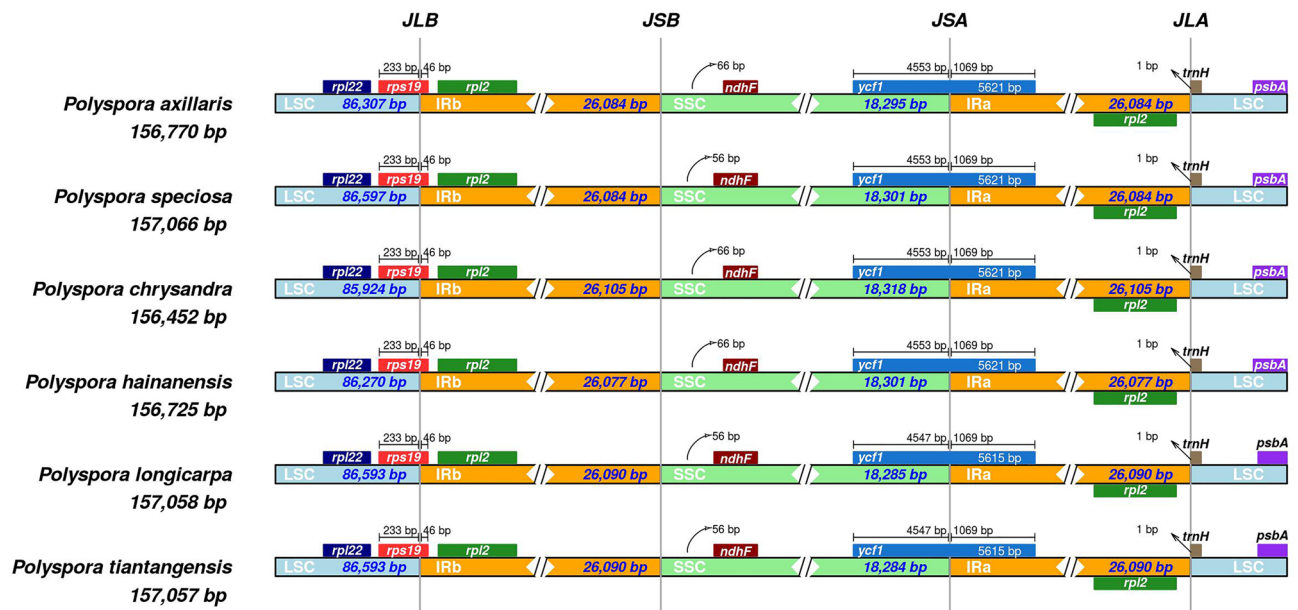 JLB JSB JSA JLA
233 bp 46 bp 66 bp 4553 bp 1069 bp 1 bp trnH
rpl22 rps19 rpl2 ndhF ycf1 5621 bp psbA
Polyspora axillaris LSC 86,307 bp IRb 26,084 bp SSC 18,295 bp IRa 26,084 bp LSC
156,770 bp rpl2
233 bp 46 bp 56 bp 4553 bp 1069 bp 1 bp trnH
rpl22 rps19 rpl2 ndhF ycf1 5621 bp psbA
Polyspora speciosa LSC 86,597 bp IRb 26,084 bp SSC 18,301 bp IRa 26,084 bp LSC
157,066 bp rpl2
233 bp 46 bp 66 bp 4553 bp 1069 bp 1 bp trnH
rpl22 rps19 rpl2 ndhF ycf1 5621 bp psbA
Polyspora chrysandra LSC 85,924 bp IRb 26,105 bp SSC 18,318 bp IRa 26,105 bp LSC
156,452 bp rpl2
233 bp 46 bp 66 bp 4553 bp 1069 bp 1 bp trnH
rpl22 rps19 rpl2 ndhF ycf1 5621 bp psbA
Polyspora hainanensis LSC 86,270 bp IRb 26,077 bp SSC 18,301 bp IRa 26,077 bp LSC
156,725 bp rpl2
233 bp 46 bp 56 bp 4547 bp 1069 bp 1 bp trnH psbA
rpl22 rps19 rpl2 ndhF ycf1 5615 bp
Polyspora longicarpa LSC 86,593 bp IRb 26,090 bp SSC 18,285 bp IRa 26,090 bp LSC
157,058 bp rpl2
233 bp 46 bp 56 bp 4547 bp 1069 bp 1 bp trnH psbA
rpl22 rps19 rpl2 ndhF ycf1 5615 bp
Polyspora tiantangensis LSC 86,593 bp IRb 26,090 bp SSC 18,284 bp IRa 26,090 bp LSC
157,057 bp rpl2